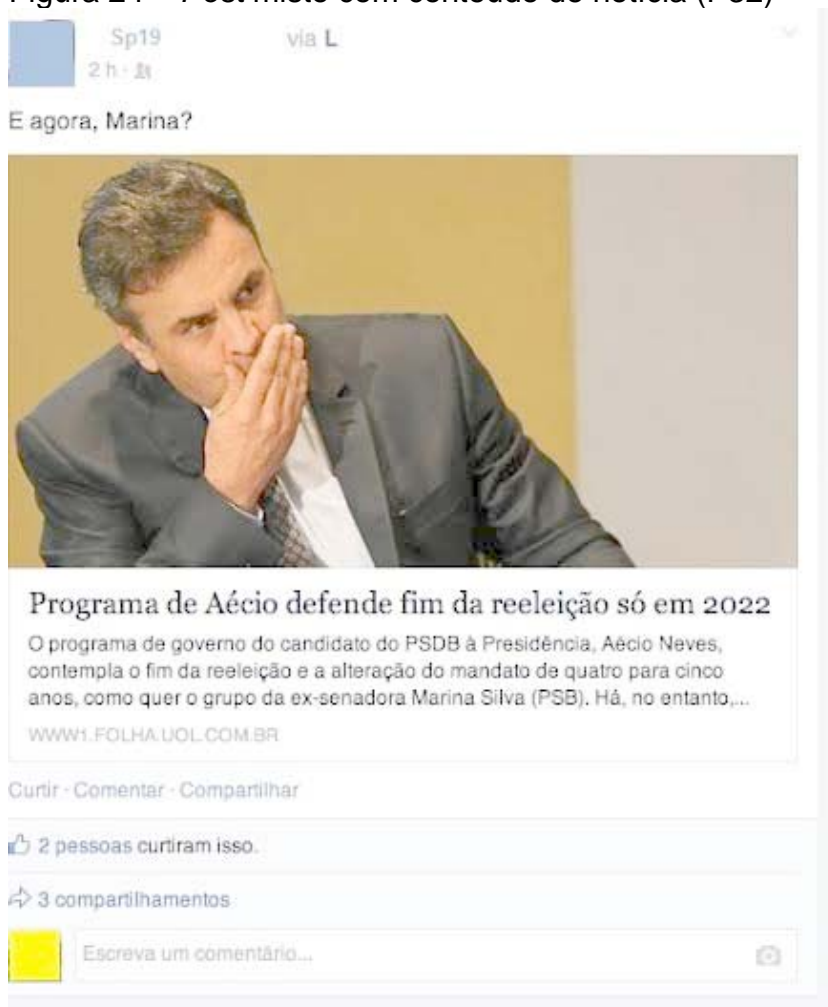 Figura 24 – Post misto com conteúdo de notícia
Sp19 via L
2 h ·
E agora, Marina?
Programa de Aécio defende fim da reeleição só em 2022
O programa de governo do candidato do PSDB à Presidência, Aécio Neves,
contempla o fim da reeleição e a alteração do mandato de quatro para cinco
anos, como quer o grupo da ex-senadora Marina Silva (PSB). Há, no entanto,...
WWW1.FOLHA.UOL.COM.BR
Curtir · Comentar · Compartilhar
2 pessoas curtiram isso.
3 compartilhamentos
Escreva um comentário...